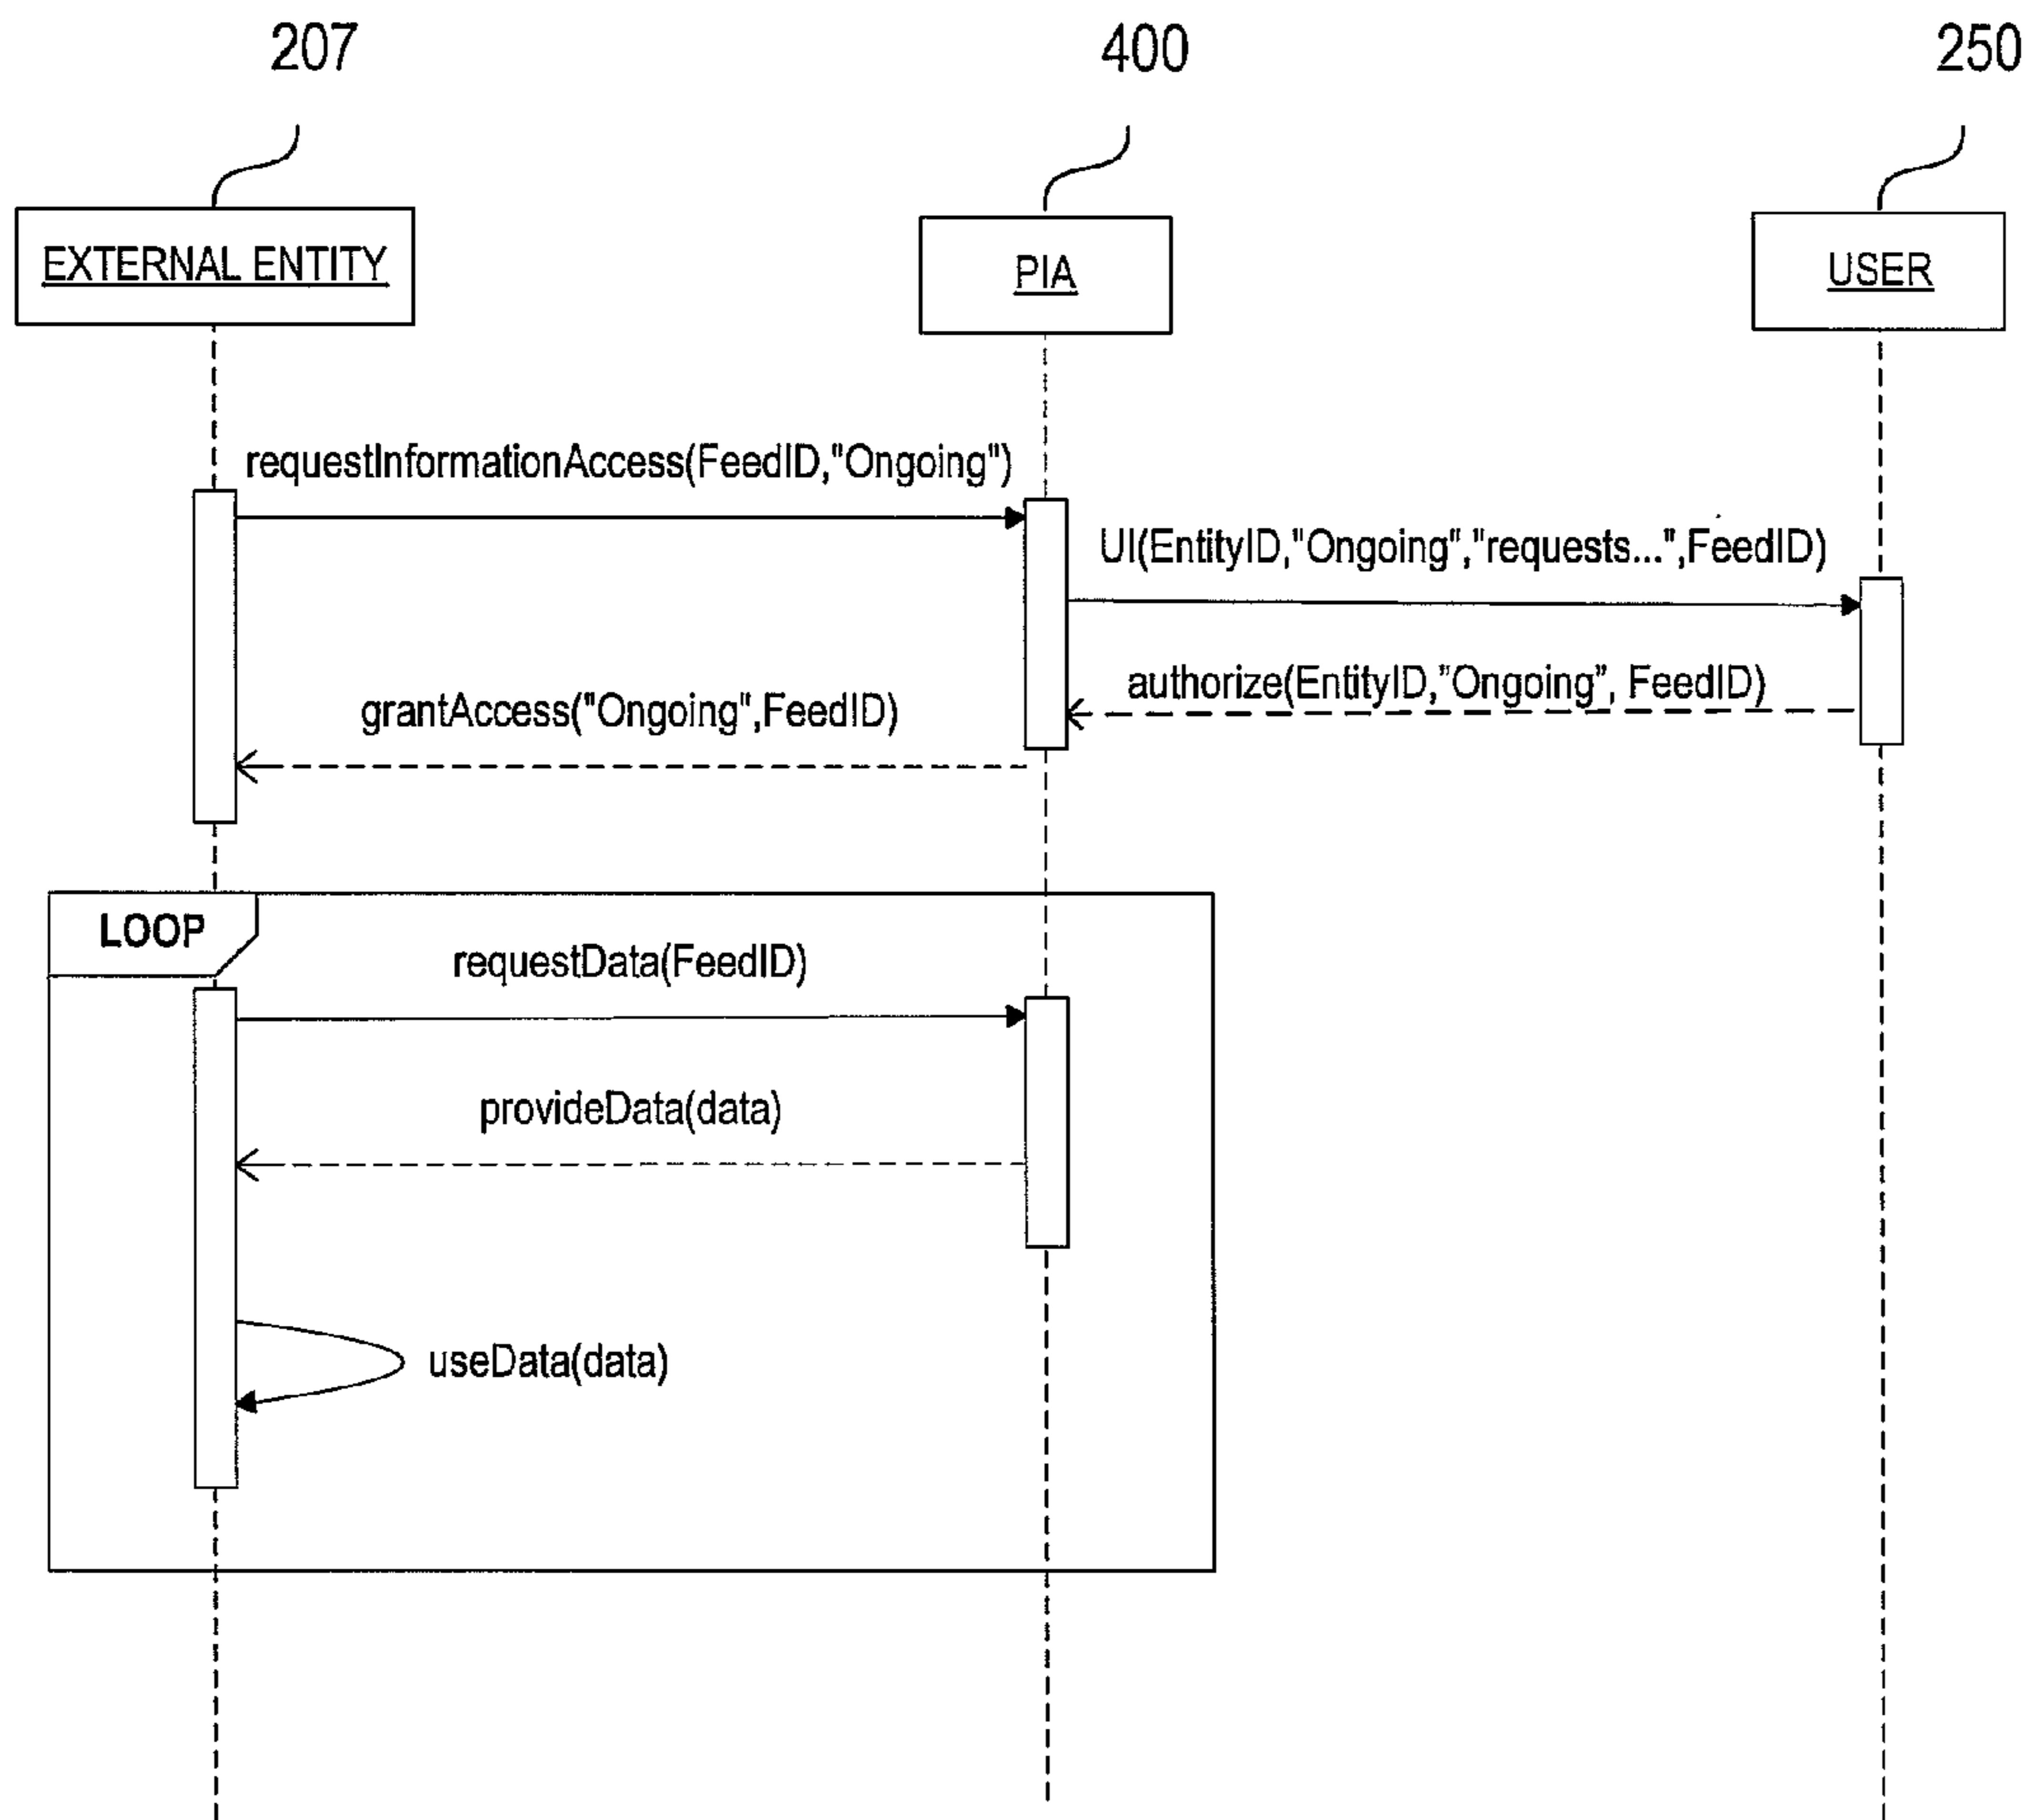 207
400
250
EXTERNAL ENTITY
PIA
USER
requestInformationAccess(FeedID,"Ongoing")
UI(EntityID,"Ongoing","requests...",FeedID)
authorize(EntityID,"Ongoing", FeedID)
grantAccess("Ongoing",FeedID)
LOOP
requestData(FeedID)
provideData(data)
useData(data)